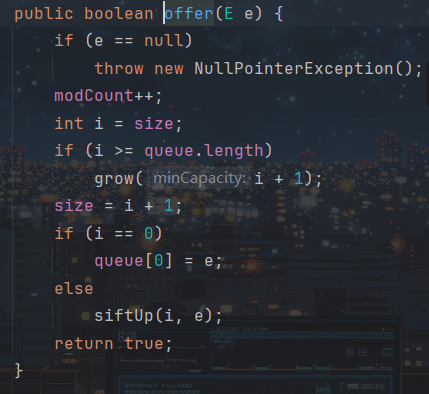 public boolean offer(E e) {
    if (e == null)
        throw new NullPointerException();
    modCount++;
    int i = size;
    if (i >= queue.length)
        grow( minCapacity: i + 1);
    size = i + 1;
    if (i == 0)
        queue[0] = e;
    else
        siftUp(i, e);
    return true;
}